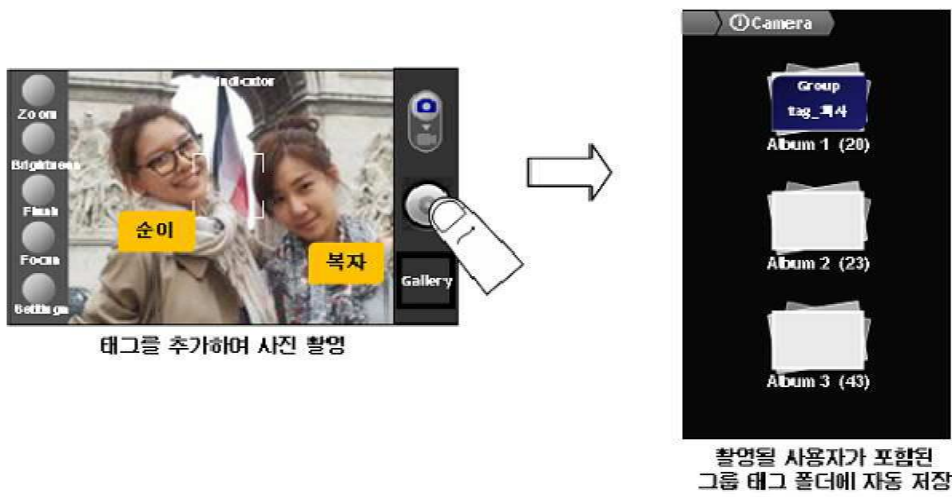 Indicator
Zoom
Brightness
Flash
Focus
Settings
순이
복자
Gallery
태그를 추가하여 사진 촬영
Camera
Group
tag_회사
Album 1 (20)
Album 2 (23)
Album 3 (43)
촬영될 사용자가 포함된
그룹 태그 폴더에 자동 저장